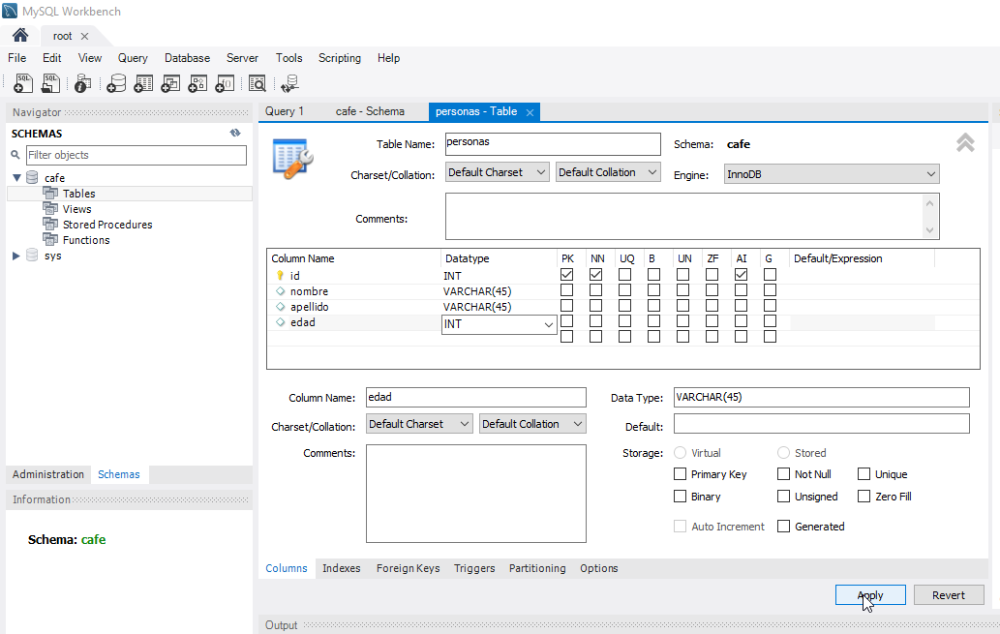 MySQL Workbench
root
File Edit View Query Database Server Tools Scripting Help
Navigator
SCHEMAS
Filter objects
cafe
Tables
Views
Stored Procedures
Functions
sys
Administration Schemas
Information
Schema: cafe
Query 1 cafe - Schema personas - Table
Table Name: personas Schema: cafe
Charset/Collation: Default Charset Default Collation Engine: InnoDB
Comments:
Column Name Datatype PK NN UQ B UN ZF AI G Default/Expression
id INT
nombre VARCHAR(45)
apellido VARCHAR(45)
edad INT
Column Name: edad Data Type: VARCHAR(45)
Charset/Collation: Default Charset Default Collation Default:
Comments: Storage: Virtual Stored
Primary Key Not Null Unique
Binary Unsigned Zero Fill
Auto Increment Generated
Columns Indexes Foreign Keys Triggers Partitioning Options
Apply Revert
Output